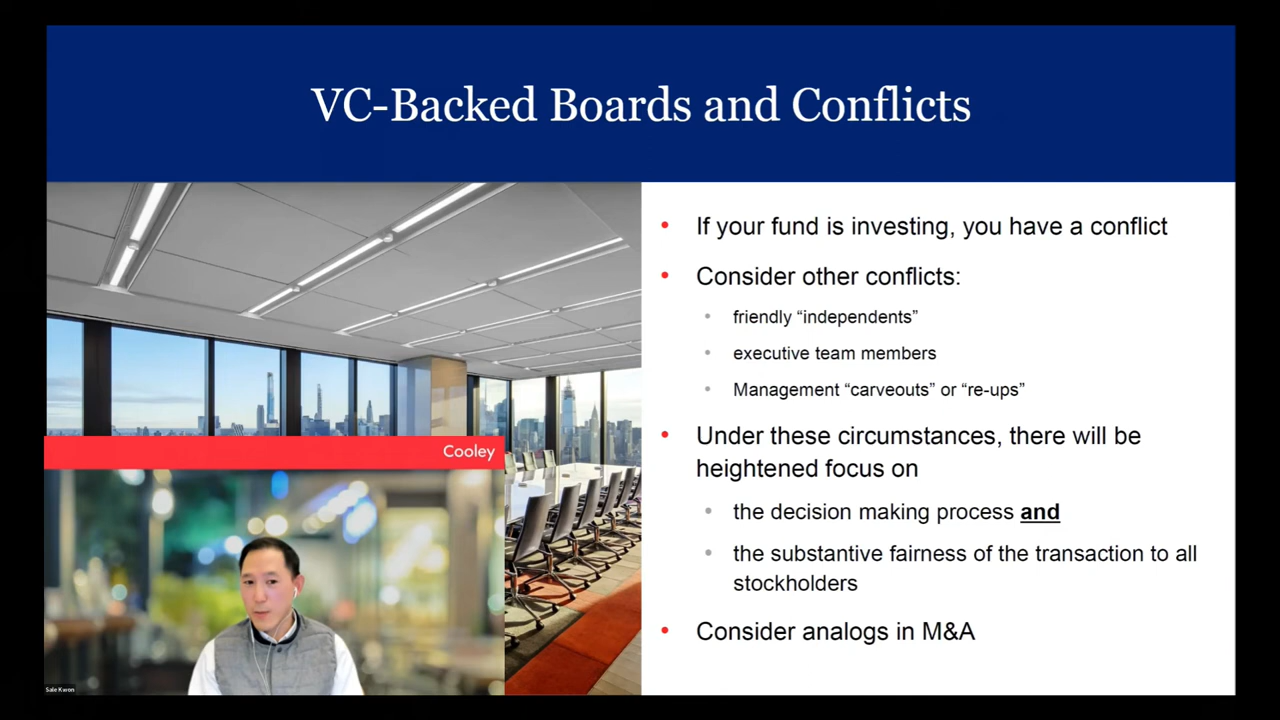 VC-Backed Boards and Conflicts
If your fund is investing, you have a conflict
Consider other conflicts:
friendly “independents”
executive team members
Management “carveouts” or “re-ups”
Under these circumstances, there will be
heightened focus on
the decision making process and
the substantive fairness of the transaction to all
stockholders
Consider analogs in M&A
Cooley
Sale Kwon